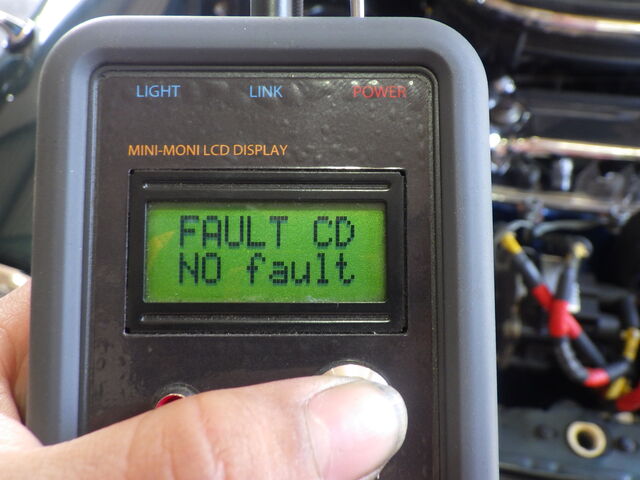 LIGHT LINK POWER
MINI-MONI LCD DISPLAY
FAULT CD
NO fault